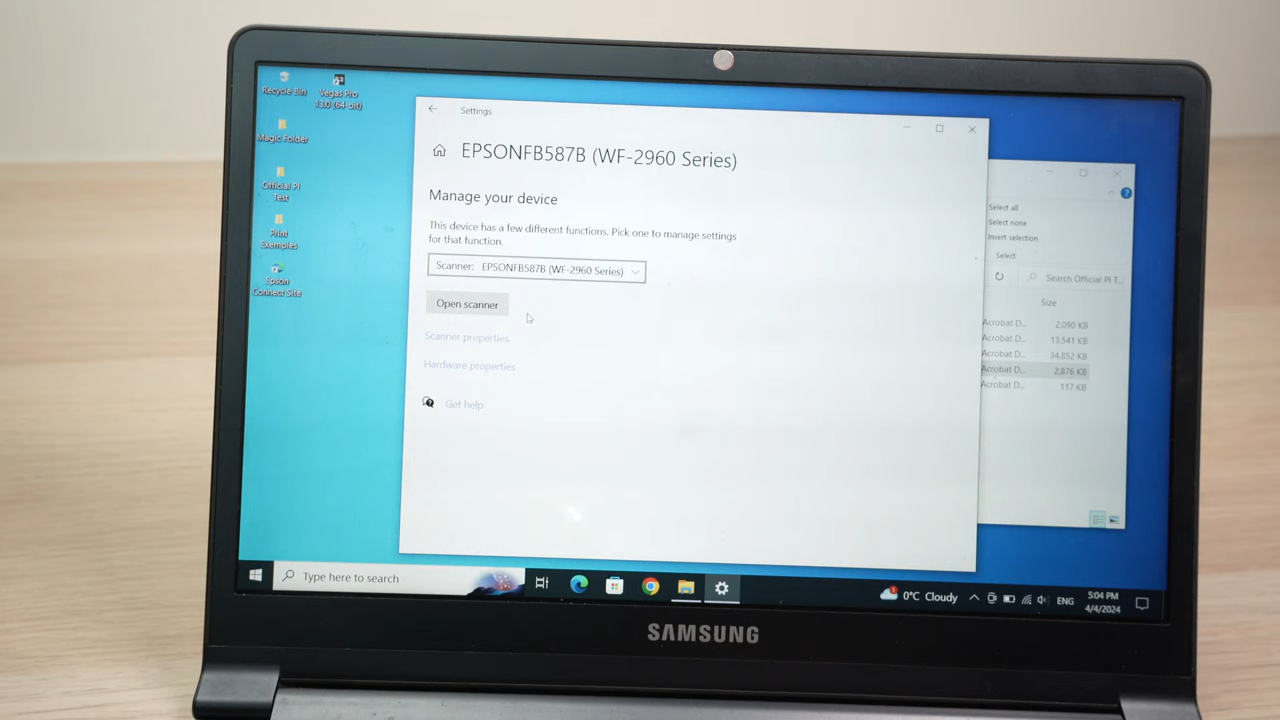 Recycle Bin
Vegas Pro
13.0 (64-bit)
Magic Folder
Official PI
Test
Print
Exemples
Epson
Connect Site
Settings
EPSONFB587B (WF-2960 Series)
Manage your device
This device has a few different functions. Pick one to manage settings
for that function.
Scanner: EPSONFB587B (WF-2960 Series)
Open scanner
Scanner properties
Hardware properties
Get help
Select all
Select none
Invert selection
Select
Search Official PI T...
Size
Acrobat D... 2,090 KB
Acrobat D... 13,541 KB
Acrobat D... 34,852 KB
Acrobat D... 2,876 KB
Acrobat D... 117 KB
Type here to search
0°C Cloudy
ENG
5:04 PM
4/4/2024
SAMSUNG